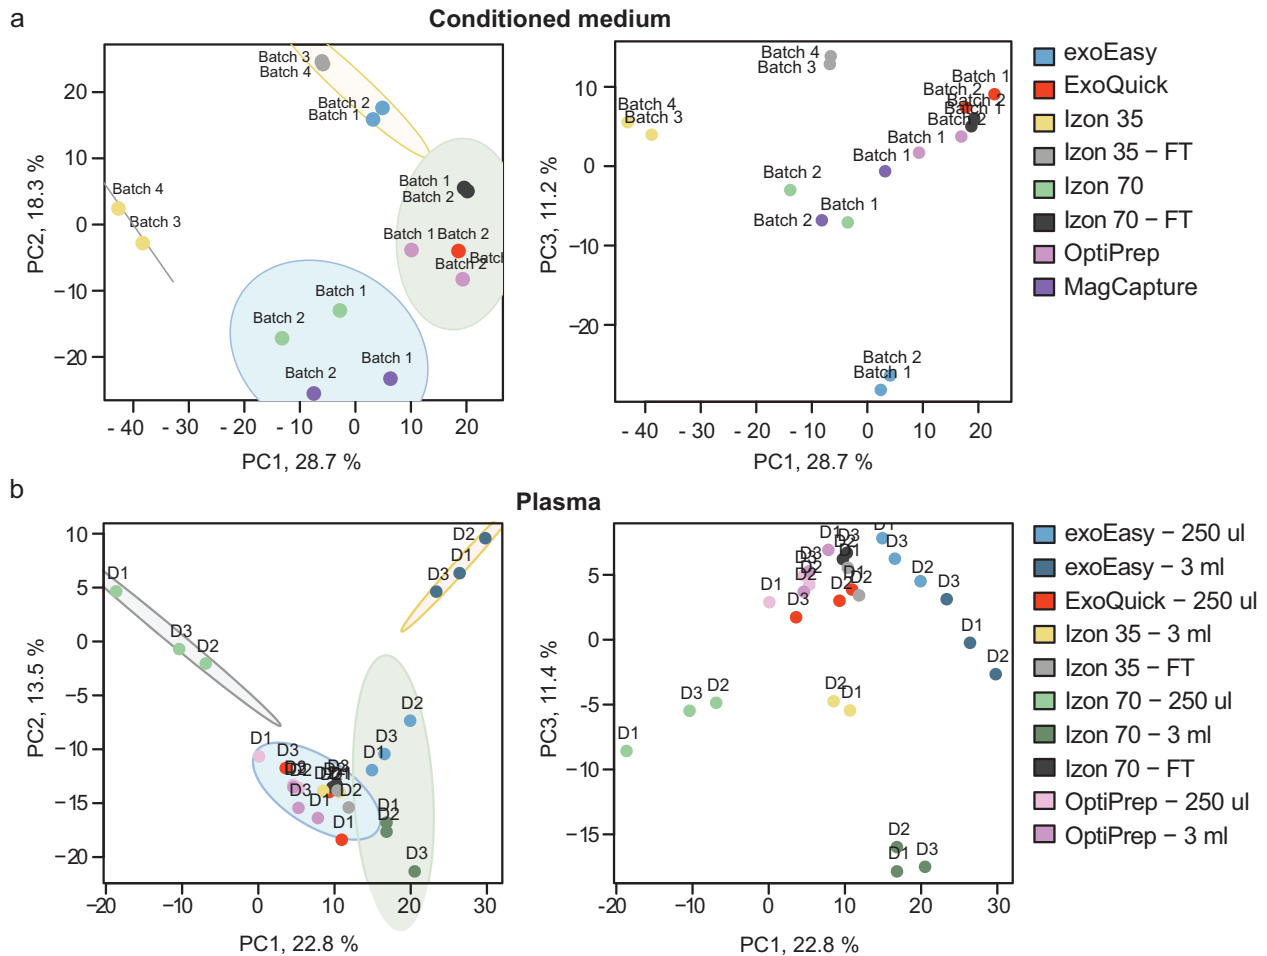 a
Conditioned medium
Batch 3
Batch 4
Batch 2
Batch 1
Batch 4
Batch 3
Batch 1
Batch 2
Batch 1 Batch 2
Batch 2
Batch 1
Batch 2
Batch 1
Batch 2
20
10
0
−10
−20
PC2, 18.3 %
- 40 - 30 - 20 - 10 0 10 20
PC1, 28.7 %
Batch 4
Batch 3
Batch 4
Batch 3
Batch 1
Batch 2
Batch 2
Batch 1
Batch 2
Batch 1
Batch 1
Batch 2
Batch 1
Batch 2
Batch 2
Batch 1
10
0
−10
−20
PC3, 11.2 %
- 40 - 30 - 20 - 10 0 10 20
PC1, 28.7 %
exoEasy
ExoQuick
Izon 35
Izon 35 − FT
Izon 70
Izon 70 − FT
OptiPrep
MagCapture
b
Plasma
D2
D1
D3
D1
D3
D2
D2
D3
D1
D1
D3
D3
D2
D1
D1
D1
D2
D3
10
5
0
−5
−10
−15
−20
PC2, 13.5 %
−20 −10 0 10 20 30
PC1, 22.8 %
D1
D3
D2
D3
D1
D2
D1
D3
D2
D1
D3
D3
D2
D1
D2
D1
D2
D3
D3 D2
D1
D2
D1
D2
D1 D3
5
0
−5
−10
−15
PC3, 11.4 %
-20 −10 0 10 20 30
PC1, 22.8 %
exoEasy − 250 ul
exoEasy − 3 ml
ExoQuick − 250 ul
Izon 35 − 3 ml
Izon 35 − FT
Izon 70 − 250 ul
Izon 70 − 3 ml
Izon 70 − FT
OptiPrep − 250 ul
OptiPrep − 3 ml